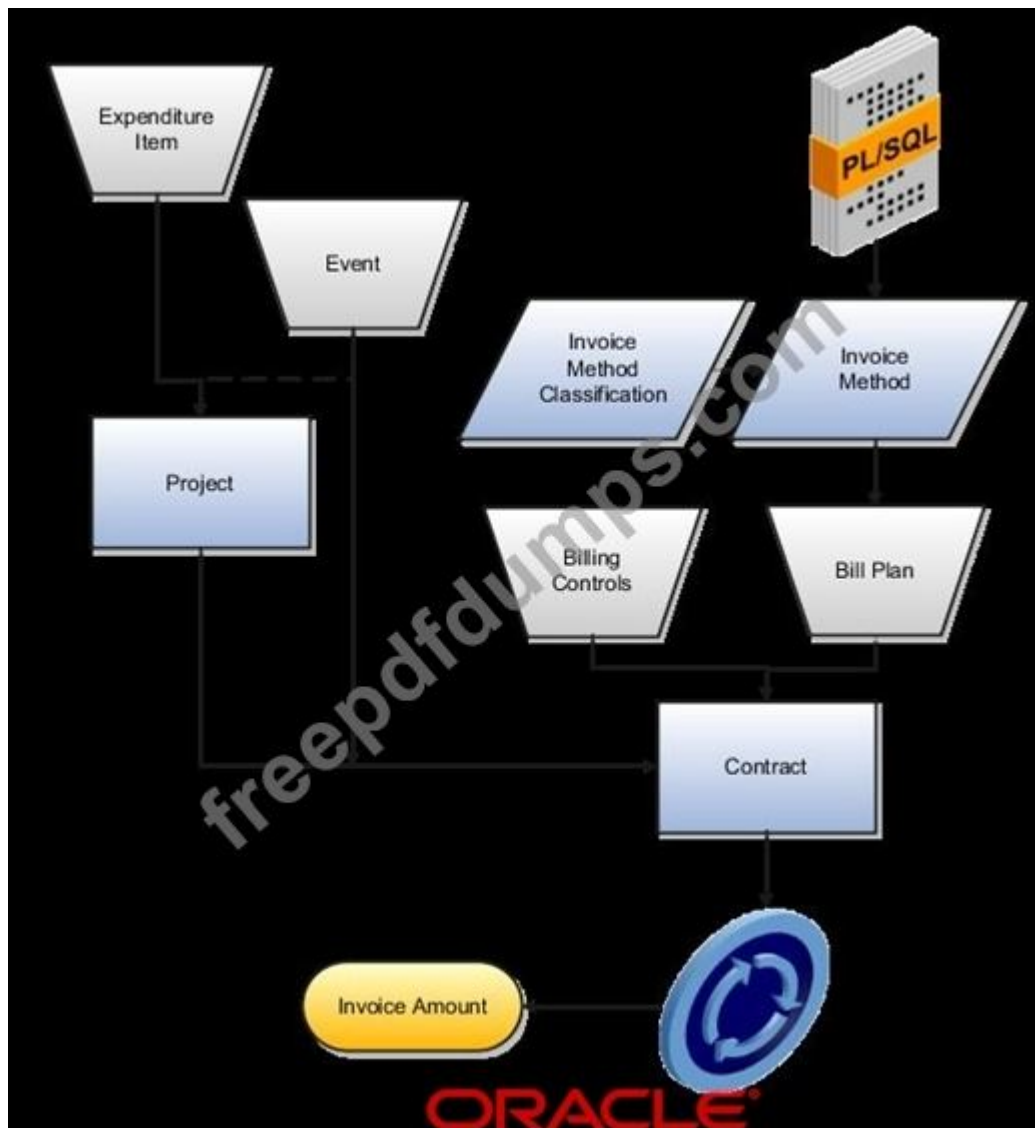 Expenditure
Item
PL/SQL
Event
Invoice
Method
Classification
Invoice
Method
Project
Billing
Controls
Bill Plan
Contract
Invoice Amount
freepdfdumps.com
ORACLE®